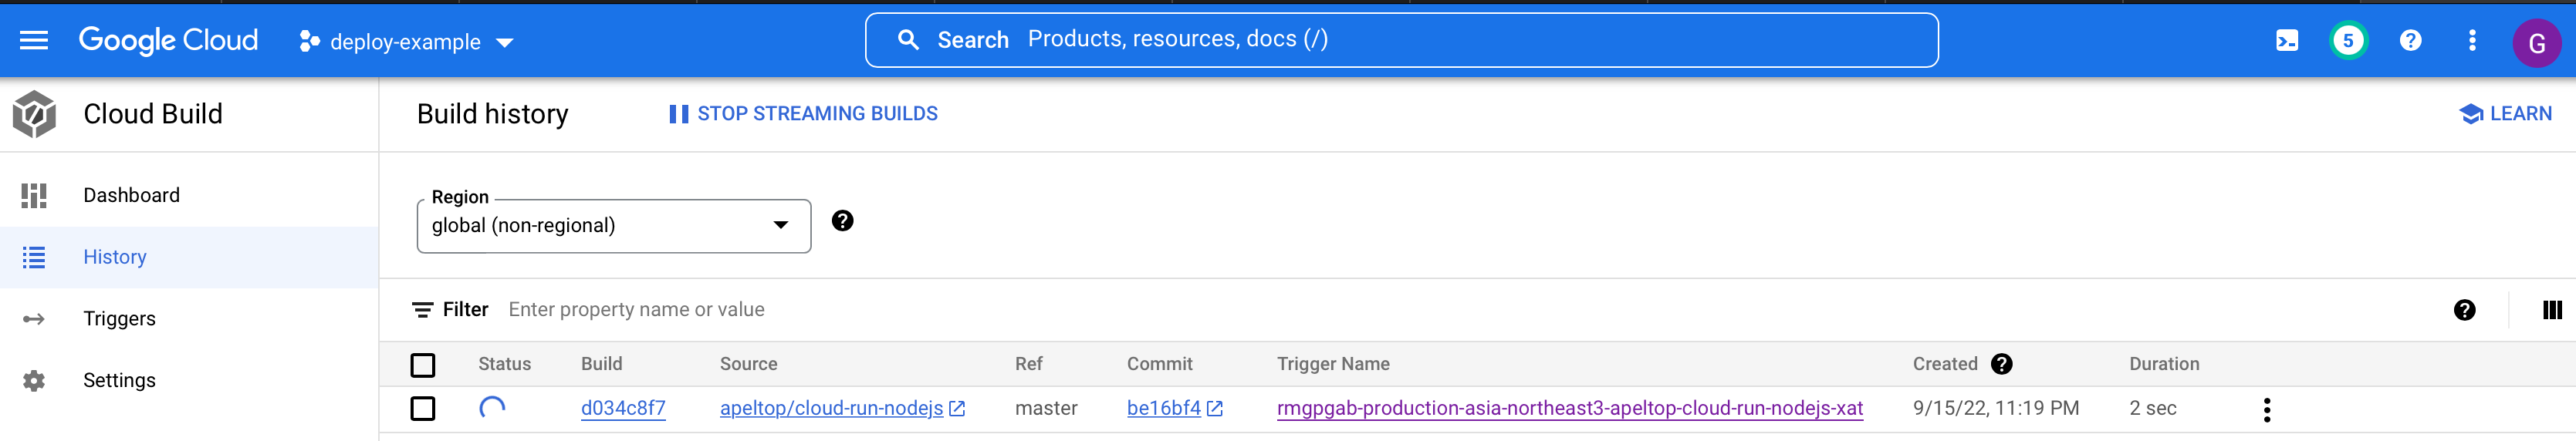 Google Cloud
deploy-example
Search Products, resources, docs (/)
5
G
Cloud Build
Build history
STOP STREAMING BUILDS
LEARN
Dashboard
History
Triggers
Settings
Region
global (non-regional)
Filter Enter property name or value
Status Build Source Ref Commit Trigger Name Created Duration
d034c8f7 apeltop/cloud-run-nodejs master be16bf4 rmgpgab-production-asia-northeast3-apeltop-cloud-run-nodejs-xat 9/15/22, 11:19 PM 2 sec